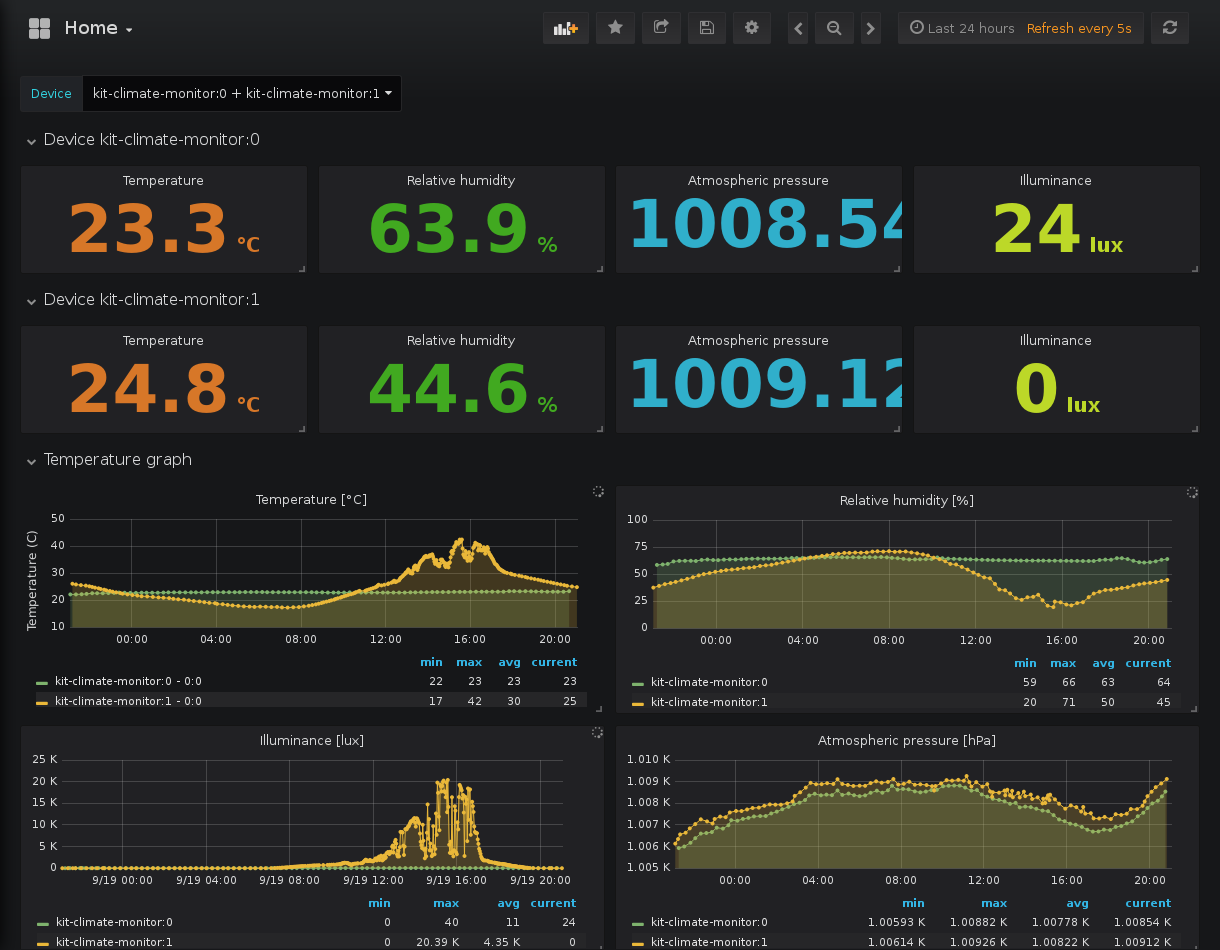 Home
Last 24 hours Refresh every 5s
Device kit-climate-monitor:0 + kit-climate-monitor:1
Device kit-climate-monitor:0
Temperature Relative humidity Atmospheric pressure Illuminance
23.3 °C 63.9 % 1008.54 24 lux
Device kit-climate-monitor:1
Temperature Relative humidity Atmospheric pressure Illuminance
24.8 °C 44.6 % 1009.12 0 lux
Temperature graph
Temperature [°C]
Temperature (C)
50
40
30
20
10
00:00 04:00 08:00 12:00 16:00 20:00
min max avg current
kit-climate-monitor:0 - 0:0 22 23 23 23
kit-climate-monitor:1 - 0:0 17 42 30 25
Relative humidity [%]
100
75
50
25
0
00:00 04:00 08:00 12:00 16:00 20:00
min max avg current
kit-climate-monitor:0 59 66 63 64
kit-climate-monitor:1 20 71 50 45
Illuminance [lux]
25 K
20 K
15 K
10 K
5 K
0
9/19 00:00 9/19 04:00 9/19 08:00 9/19 12:00 9/19 16:00 9/19 20:00
min max avg current
kit-climate-monitor:0 0 40 11 24
kit-climate-monitor:1 0 20.39 K 4.35 K 0
Atmospheric pressure [hPa]
1.010 K
1.009 K
1.008 K
1.007 K
1.006 K
1.005 K
00:00 04:00 08:00 12:00 16:00 20:00
min max avg current
kit-climate-monitor:0 1.00593 K 1.00882 K 1.00778 K 1.00854 K
kit-climate-monitor:1 1.00614 K 1.00926 K 1.00822 K 1.00912 K